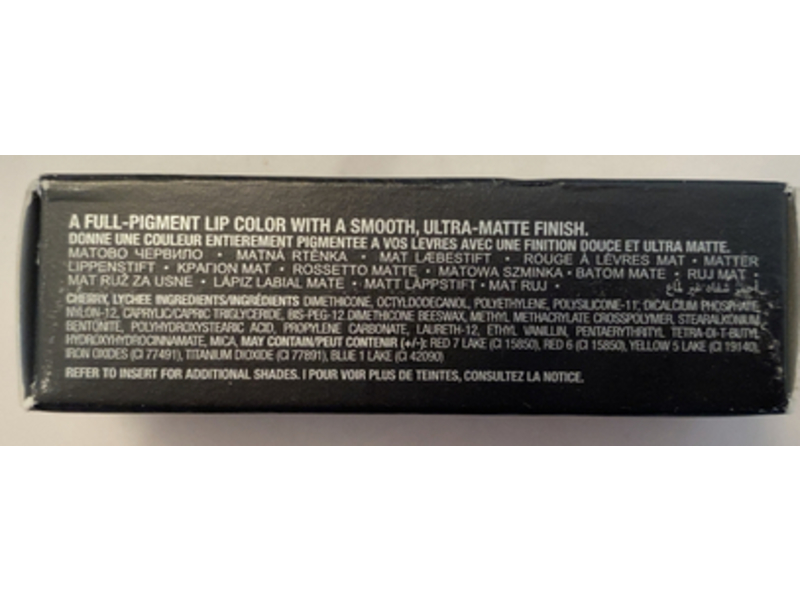 A FULL-PIGMENT LIP COLOR WITH A SMOOTH, ULTRA-MATTE FINISH.
DONNE UNE COULEUR ENTIEREMENT PIGMENTEE A VOS LEVRES AVEC UNE FINITION DOUCE ET ULTRA MATTE.
МАТОВО ЧЕРВИЛО • MATNÁ RTĚNKA • MAT LÆBESTIFT • ROUGE À LÈVRES MAT • MATTER
LIPPENSTIFT • ΚΡΑΓΙΟΝ ΜΑΤ • ROSSETTO MATTE • MATOWA SZMINKA • BATOM MATE • RUJ MAT •
MAT RUŽ ZA USNE • LÁPIZ LABIAL MATE • MATT LÄPPSTIFT • MAT RUJ •
CHERRY, LYCHEE INGREDIENTS/INGRÉDIENTS DIMETHICONE, OCTYLDODECANOL, POLYETHYLENE, POLYSILICONE-11, DICALCIUM PHOSPHATE,
NYLON-12, CAPRYLIC/CAPRIC TRIGLYCERIDE, BIS-PEG-12 DIMETHICONE BEESWAX, METHYL METHACRYLATE CROSSPOLYMER, STEARALKONIUM
BENTONITE, POLYHYDROXYSTEARIC ACID, PROPYLENE CARBONATE, LAURETH-12, ETHYL VANILLIN, PENTAERYTHRITYL TETRA-DI-T-BUTYL
HYDROXYHYDROCINNAMATE, MICA, MAY CONTAIN/PEUT CONTENIR (+/-): RED 7 LAKE (CI 15850), RED 6 (CI 15850), YELLOW 5 LAKE (CI 19140),
IRON OXIDES (CI 77491), TITANIUM DIOXIDE (CI 77891), BLUE 1 LAKE (CI 42090)
REFER TO INSERT FOR ADDITIONAL SHADES. I POUR VOIR PLUS DE TEINTES, CONSULTEZ LA NOTICE.